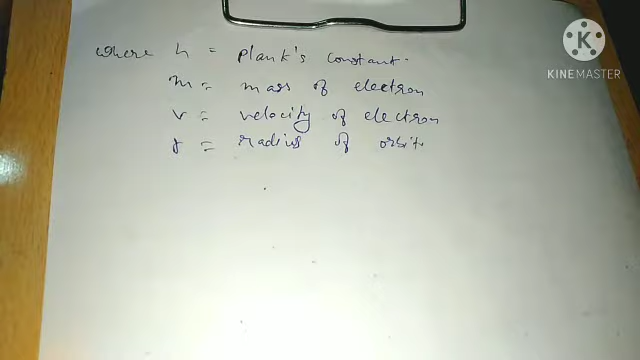 where h = plank's constant.
m = mass of electron
v = velocity of electron
r = radius of orbit
KINEMASTER